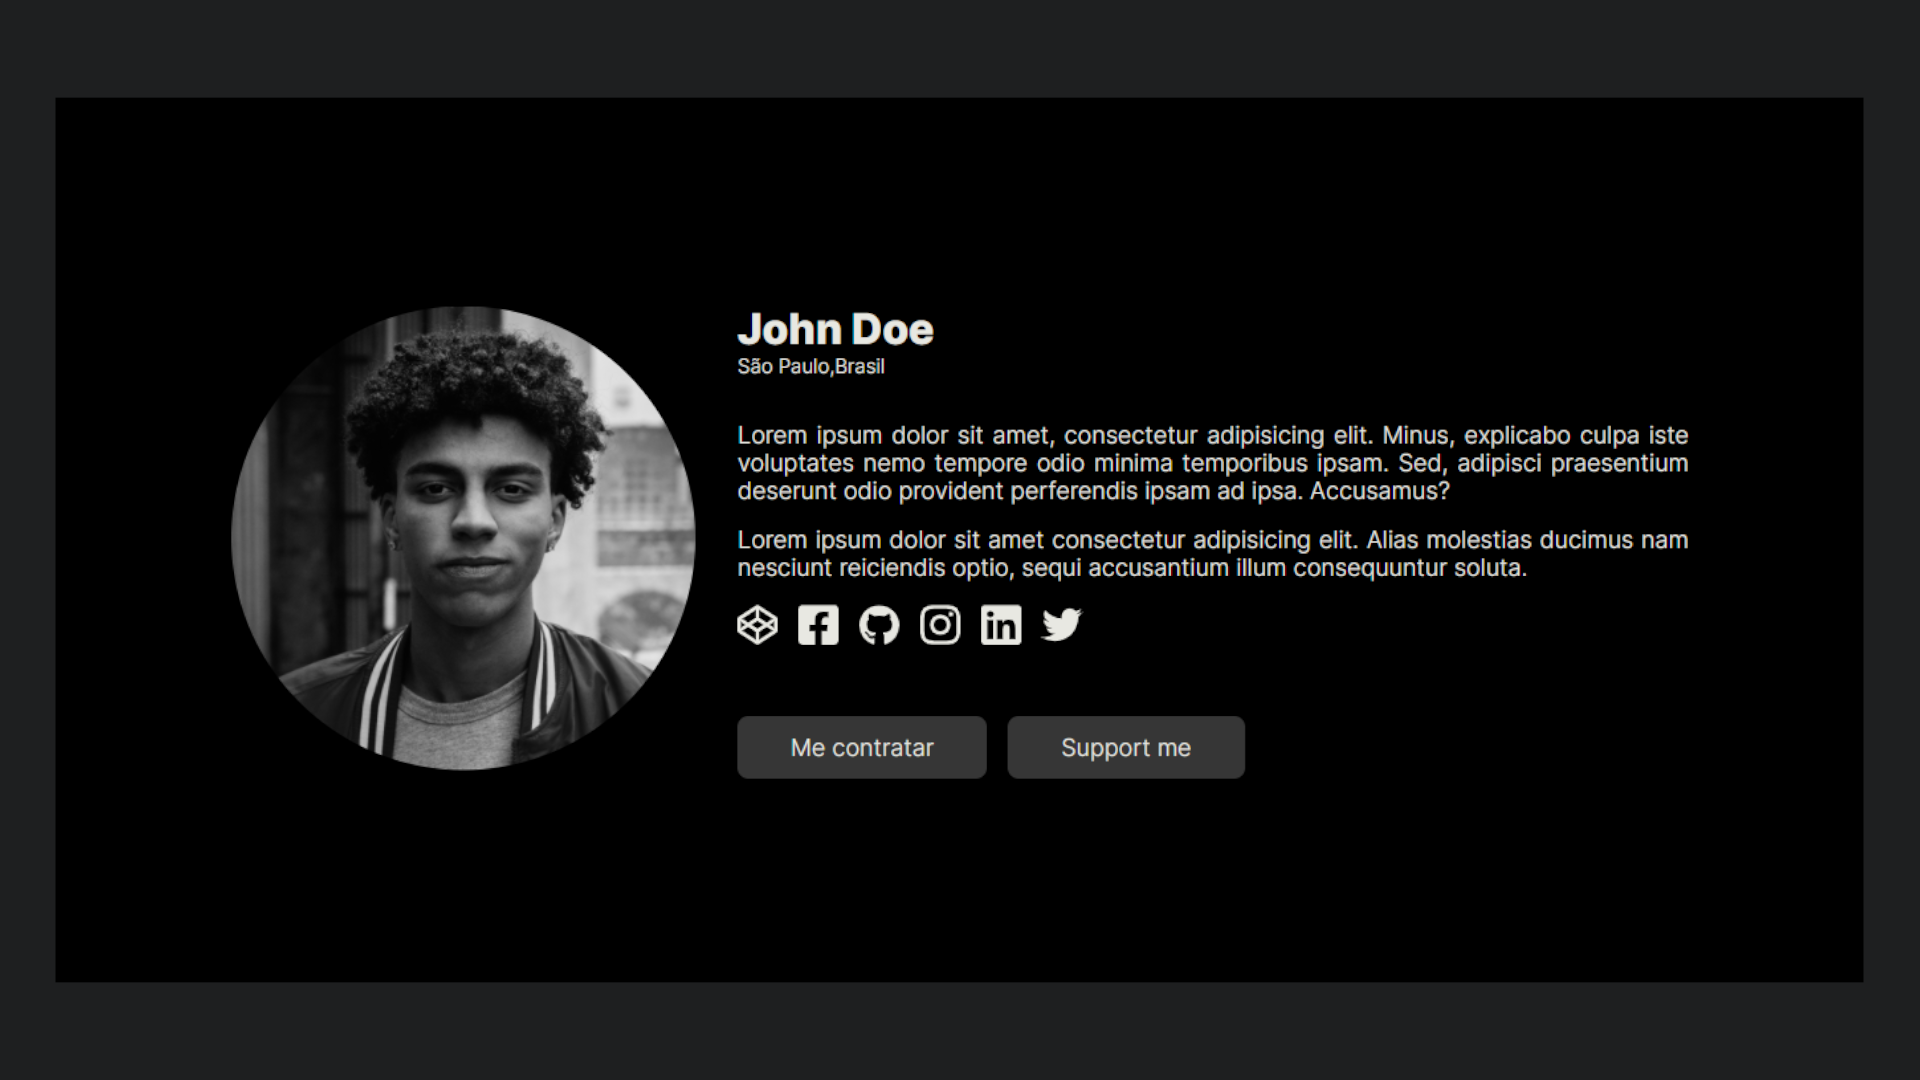 John Doe
São Paulo,Brasil
Lorem ipsum dolor sit amet, consectetur adipisicing elit. Minus, explicabo culpa iste
voluptates nemo tempore odio minima temporibus ipsam. Sed, adipisci praesentium
deserunt odio provident perferendis ipsam ad ipsa. Accusamus?
Lorem ipsum dolor sit amet consectetur adipisicing elit. Alias molestias ducimus nam
nesciunt reiciendis optio, sequi accusantium illum consequuntur soluta.
in
Me contratar
Support me